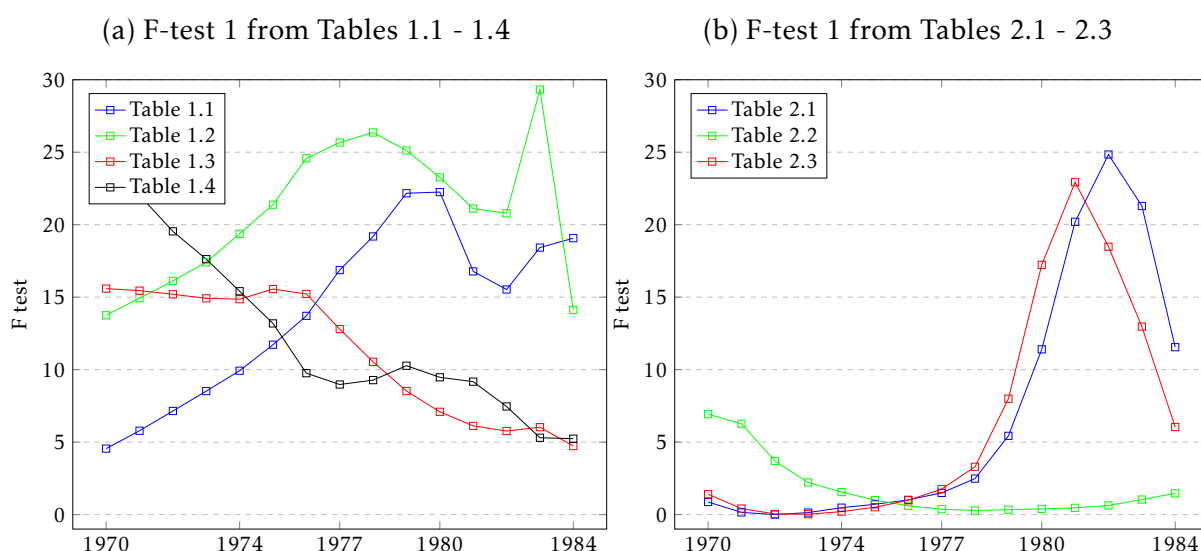 (a) F-test 1 from Tables 1.1 - 1.4
30
25
20
15
10
5
0
F test
Table 1.1
Table 1.2
Table 1.3
Table 1.4
1970 1974 1977 1980 1984
(b) F-test 1 from Tables 2.1 - 2.3
30
25
20
15
10
5
0
F test
Table 2.1
Table 2.2
Table 2.3
1970 1974 1977 1980 1984